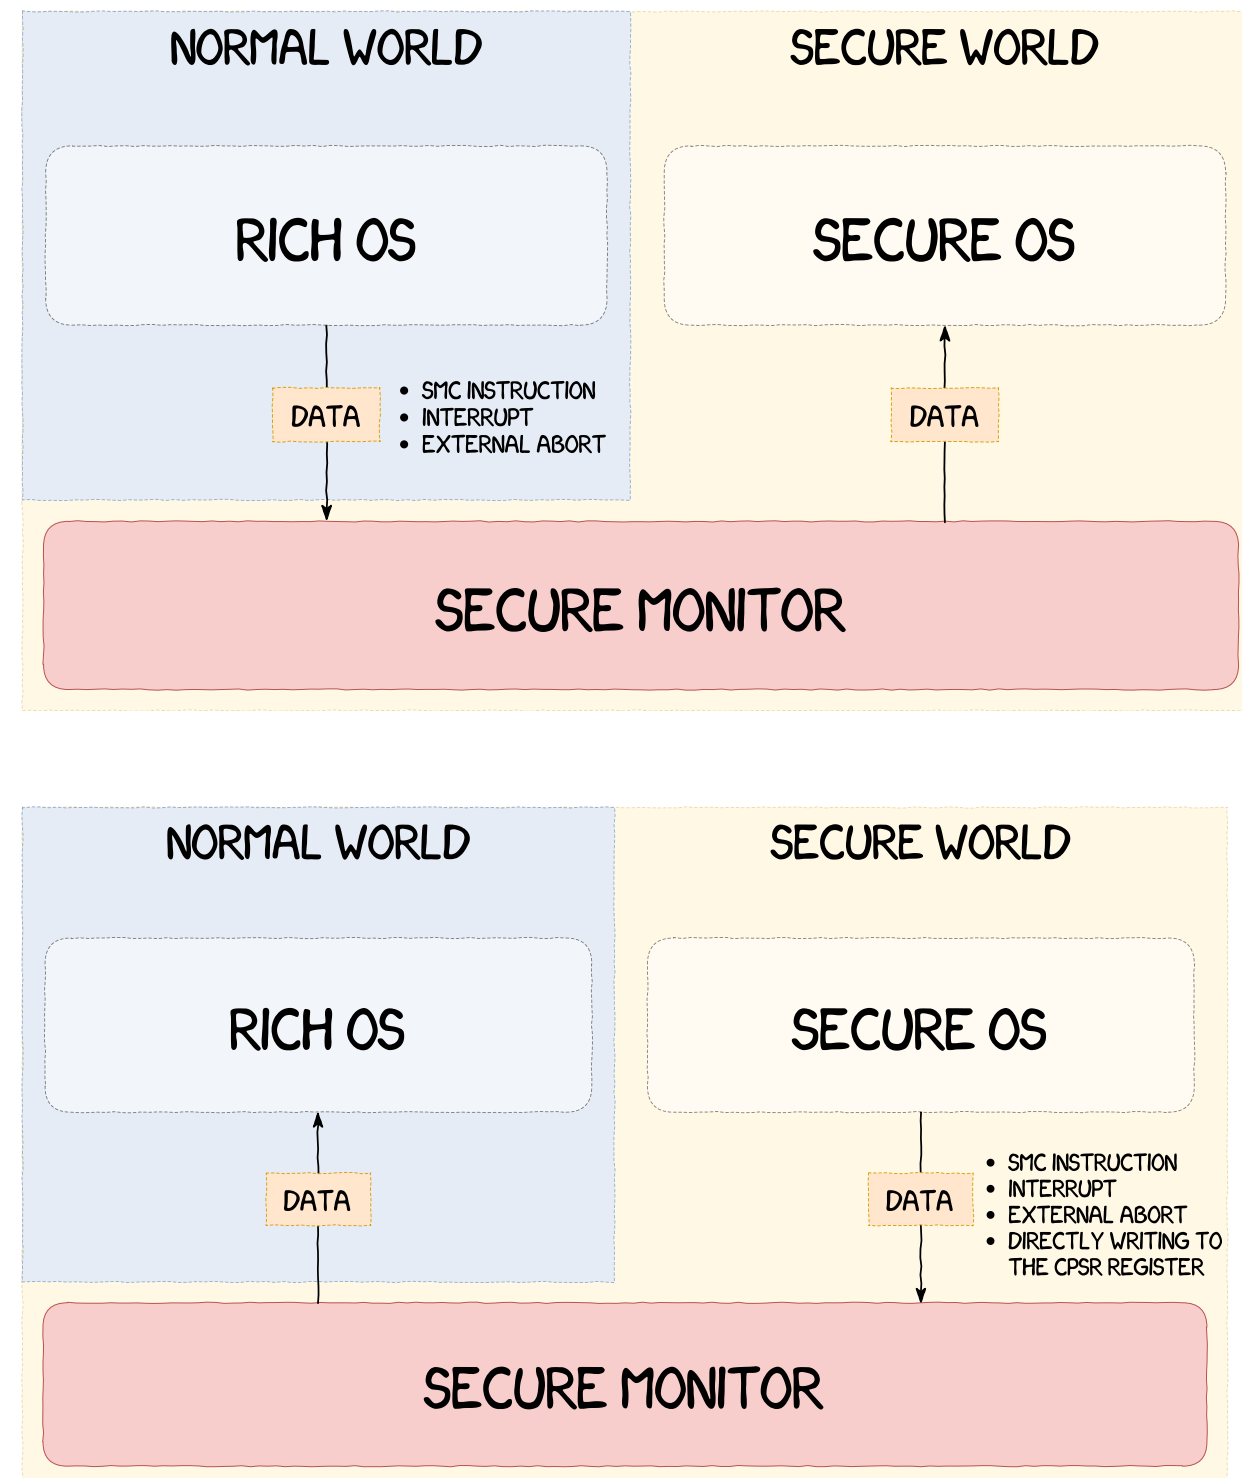 NORMAL WORLD
SECURE WORLD
RICH OS
SECURE OS
DATA
• SMC INSTRUCTION
• INTERRUPT
• EXTERNAL ABORT
DATA
SECURE MONITOR
NORMAL WORLD
SECURE WORLD
RICH OS
SECURE OS
DATA
DATA
• SMC INSTRUCTION
• INTERRUPT
• EXTERNAL ABORT
• DIRECTLY WRITING TO
THE CPSR REGISTER
SECURE MONITOR